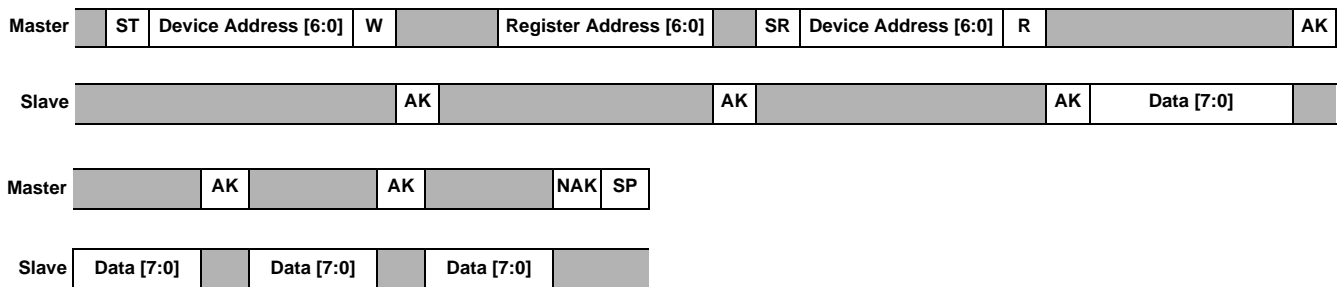 Master ST Device Address [6:0] W Register Address [6:0] SR Device Address [6:0] R AK
Slave AK AK AK Data [7:0]
Master AK AK NAK SP
Slave Data [7:0] Data [7:0] Data [7:0]